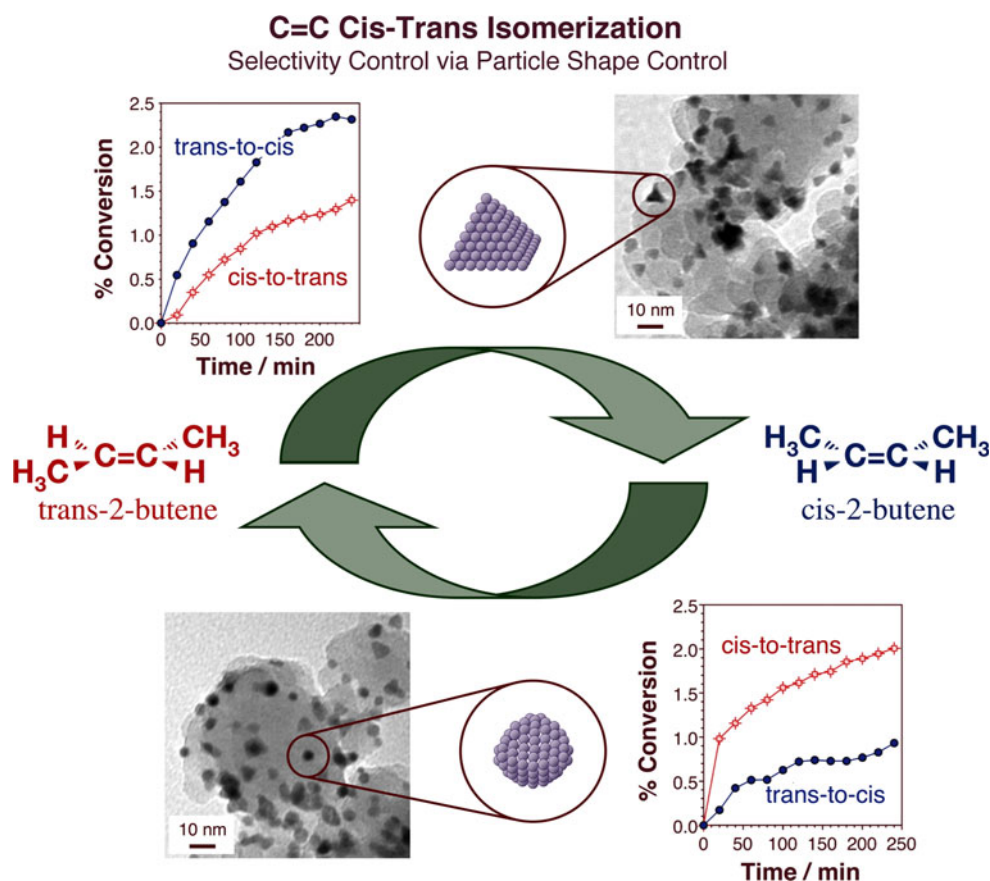 C=C Cis-Trans Isomerization
Selectivity Control via Particle Shape Control
% Conversion
2.5
2.0
1.5
1.0
0.5
0.0
trans-to-cis
cis-to-trans
0 50 100 150 200
Time / min
10 nm
H CH3
C=C
H3C H
trans-2-butene
H3C CH3
C=C
H H
cis-2-butene
10 nm
% Conversion
2.5
2.0
1.5
1.0
0.5
0.0
cis-to-trans
trans-to-cis
0 50 100 150 200 250
Time / min